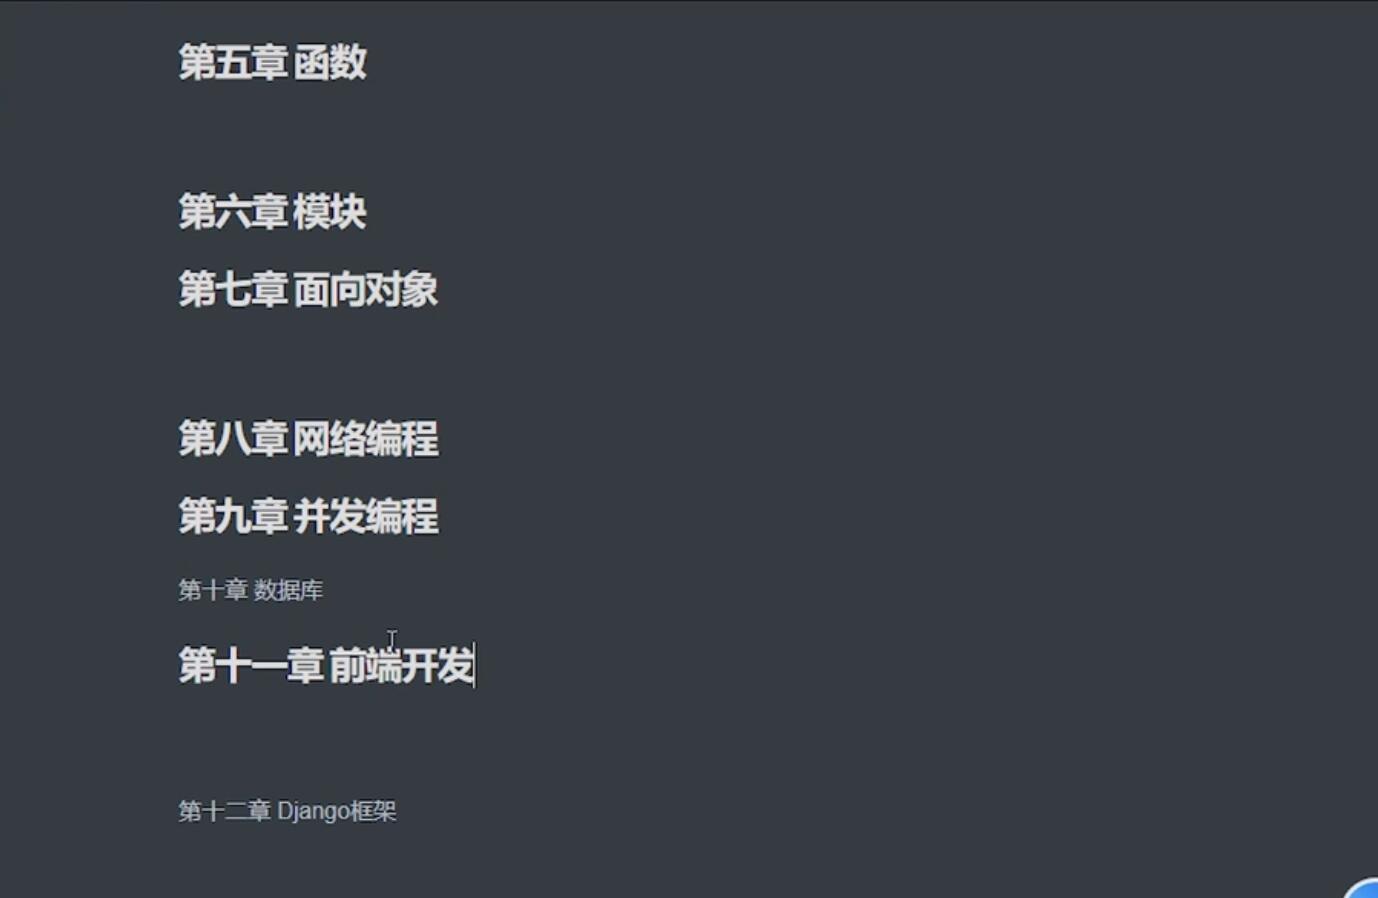 第五章 函数
第六章 模块
第七章 面向对象
第八章 网络编程
第九章 并发编程
第十章 数据库
第十一章 前端开发
第十二章 Django框架